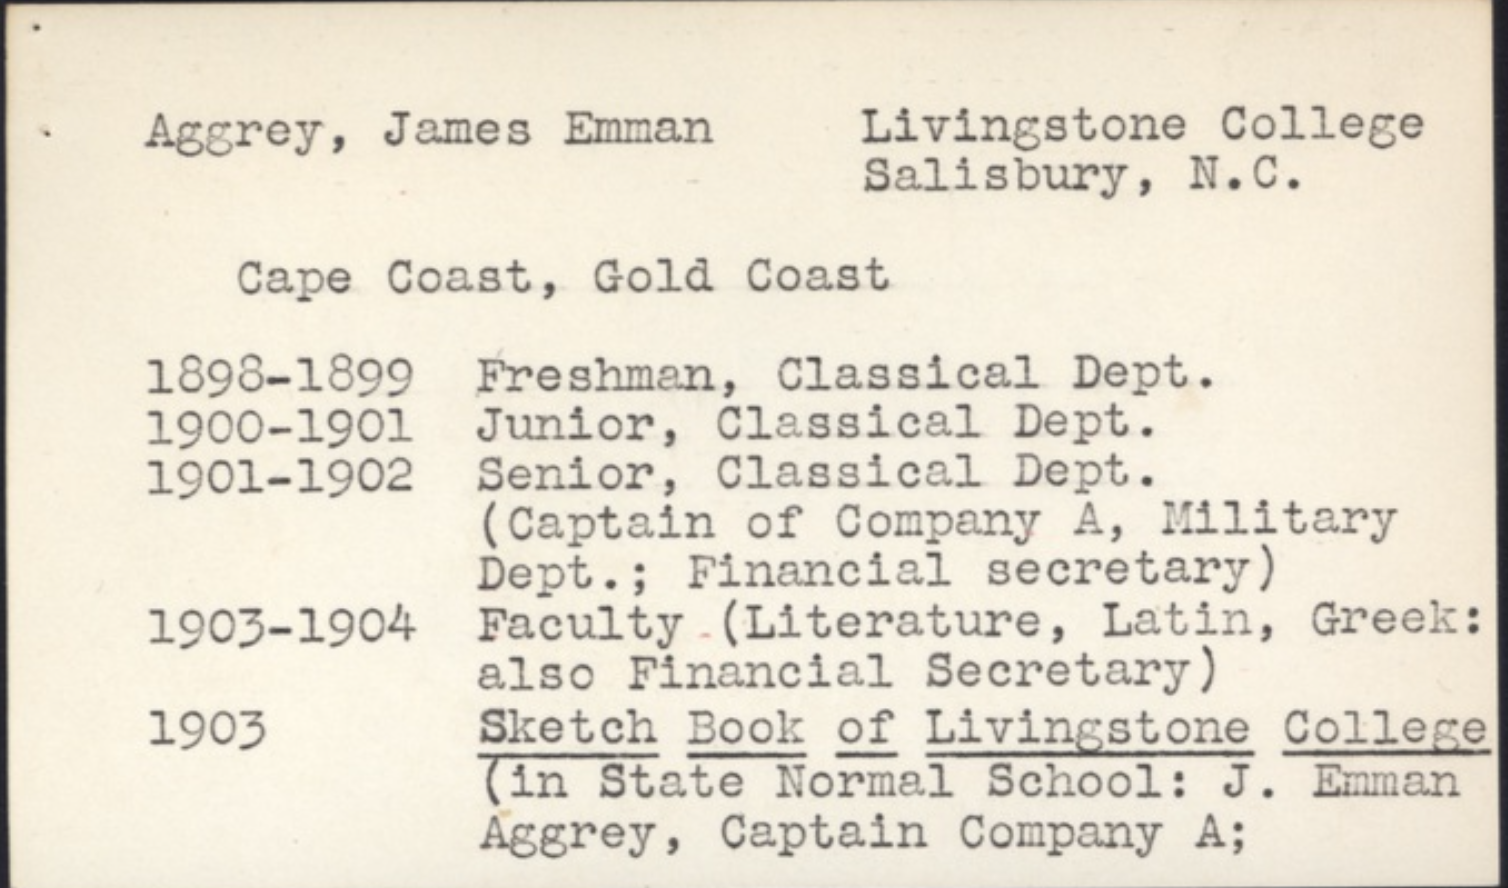 Aggrey, James Emman Livingstone College
Salisbury, N.C.
Cape Coast, Gold Coast
1898-1899 Freshman, Classical Dept.
1900-1901 Junior, Classical Dept.
1901-1902 Senior, Classical Dept.
(Captain of Company A, Military
Dept.; Financial secretary)
1903-1904 Faculty (Literature, Latin, Greek:
also Financial Secretary)
1903 Sketch Book of Livingstone College
(in State Normal School: J. Emman
Aggrey, Captain Company A;